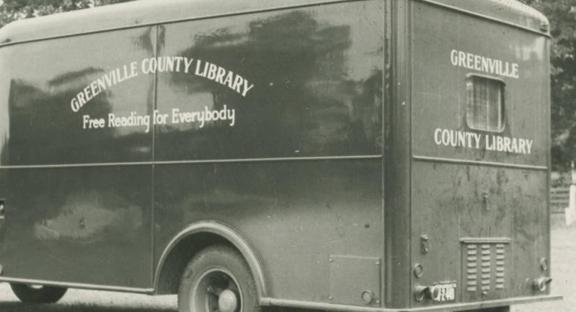 GREENVILLE COUNTY LIBRARY
Free Reading for Everybody
GREENVILLE
COUNTY LIBRARY